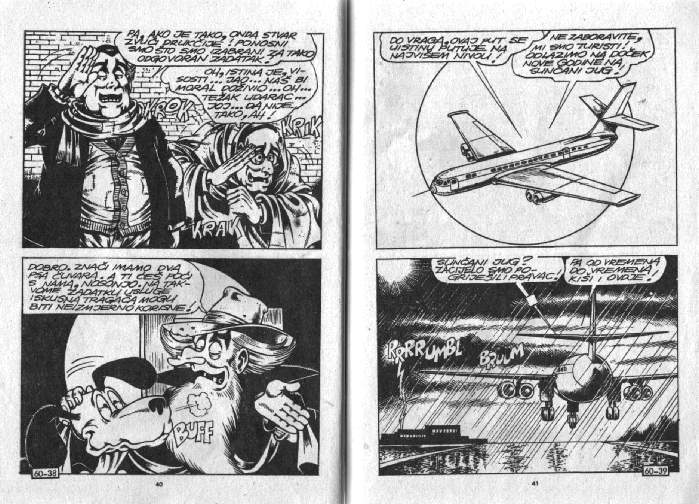 PA, AKO JE TAKO, ONDA STVAR
ZVUČI DRUKČIJE! PONOSNI
SMO ŠTO SMO IZABRANI ZA TAKO
ODGOVORAN ZADATAK!
OH, ISTINA JE, VI-
SOSTI... JAO... NAŠ BI
MORAL DOŽIVIO... OH...
TEŽAK UDARAC...
JOJ... DA NIJE
TAKO, AH!
KROK
KRIK
KRAK
DOBRO. ZNAČI IMAMO DVA
PSA ČUVARA, A TI ĆEŠ POĆI
S NAMA, NOSONJO. NA TAK-
VOME ZADATKU USLUGE
ISKUSNA TRAGAČA MOGU
BITI NEIZMJERNO KORISNE!
BUFF
60-38
40
DO VRAGA, OVAJ PUT SE
UISTINU PUTUJE NA
NAJVIŠEM NIVOU!
NE ZABORAVITE,
MI SMO TURISTI!
ODLAZIMO NA DOČEK
NOVE GODINE NA
SUNČANI JUG!
SUNČANI JUG?
ZACIJELO SMO PO-
GRIJEŠILI PRAVAC!
PA OD VREMENA
DO VREMENA
KIŠI I OVDJE!
RRRRUMBL
BRUUM
60-39
41